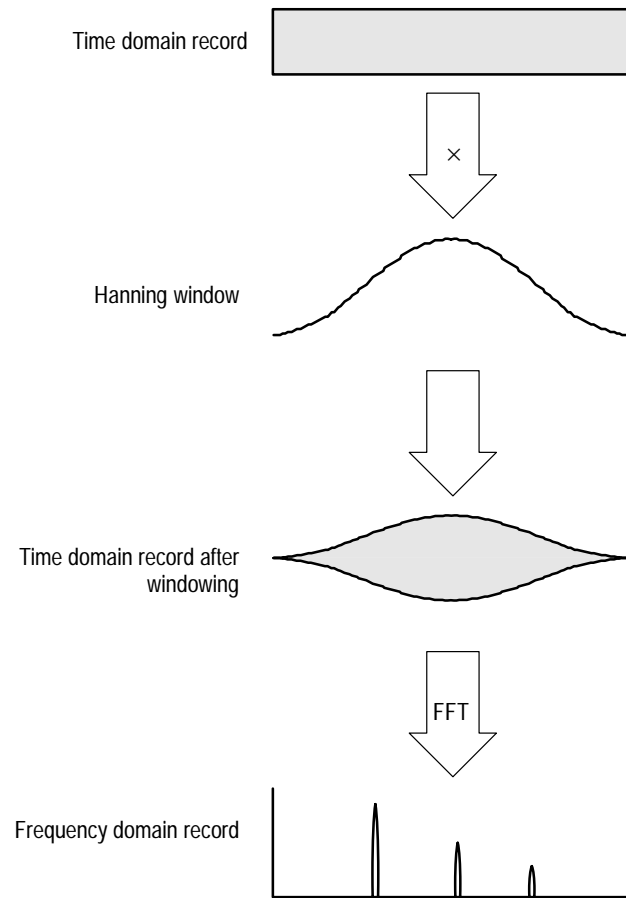 Time domain record
×
Hanning window
Time domain record after
windowing
FFT
Frequency domain record